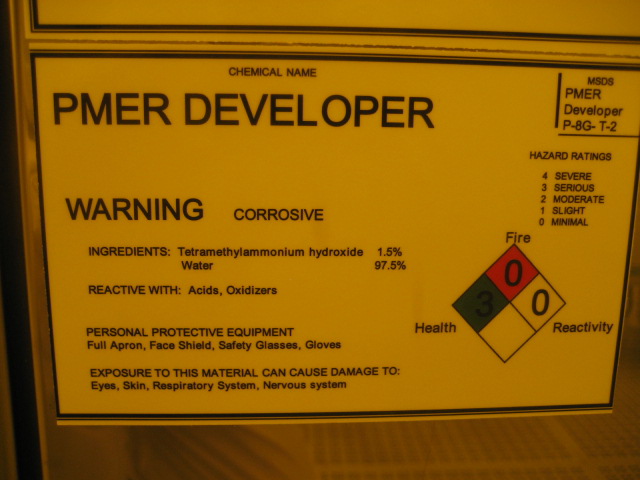 CHEMICAL NAME
PMER DEVELOPER
MSDS
PMER
Developer
P-8G- T-2
HAZARD RATINGS
4 SEVERE
3 SERIOUS
2 MODERATE
1 SLIGHT
0 MINIMAL
WARNING CORROSIVE
INGREDIENTS: Tetramethylammonium hydroxide 1.5%
Water 97.5%
REACTIVE WITH: Acids, Oxidizers
Fire
0
3 0
Health Reactivity
PERSONAL PROTECTIVE EQUIPMENT
Full Apron, Face Shield, Safety Glasses, Gloves
EXPOSURE TO THIS MATERIAL CAN CAUSE DAMAGE TO:
Eyes, Skin, Respiratory System, Nervous system